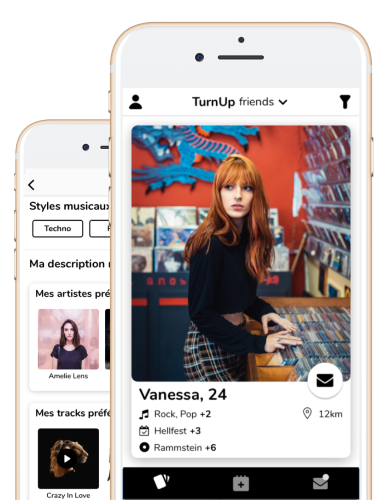 TurnUp friends
Vanessa, 24
Rock, Pop +2
12km
Hellfest +3
Rammstein +6
Styles musicaux
Techno
Ma description
Mes artistes pré
Amelie Lens
Mes tracks préfé
Crazy In Love